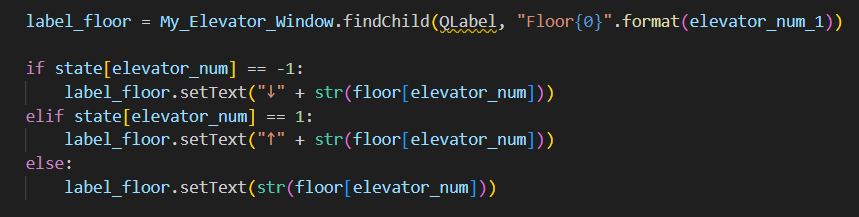 label_floor = My_Elevator_Window.findChild(QLabel, "Floor{0}".format(elevator_num_1))
if state[elevator_num] == -1:
    label_floor.setText("↓" + str(floor[elevator_num]))
elif state[elevator_num] == 1:
    label_floor.setText("↑" + str(floor[elevator_num]))
else:
    label_floor.setText(str(floor[elevator_num]))